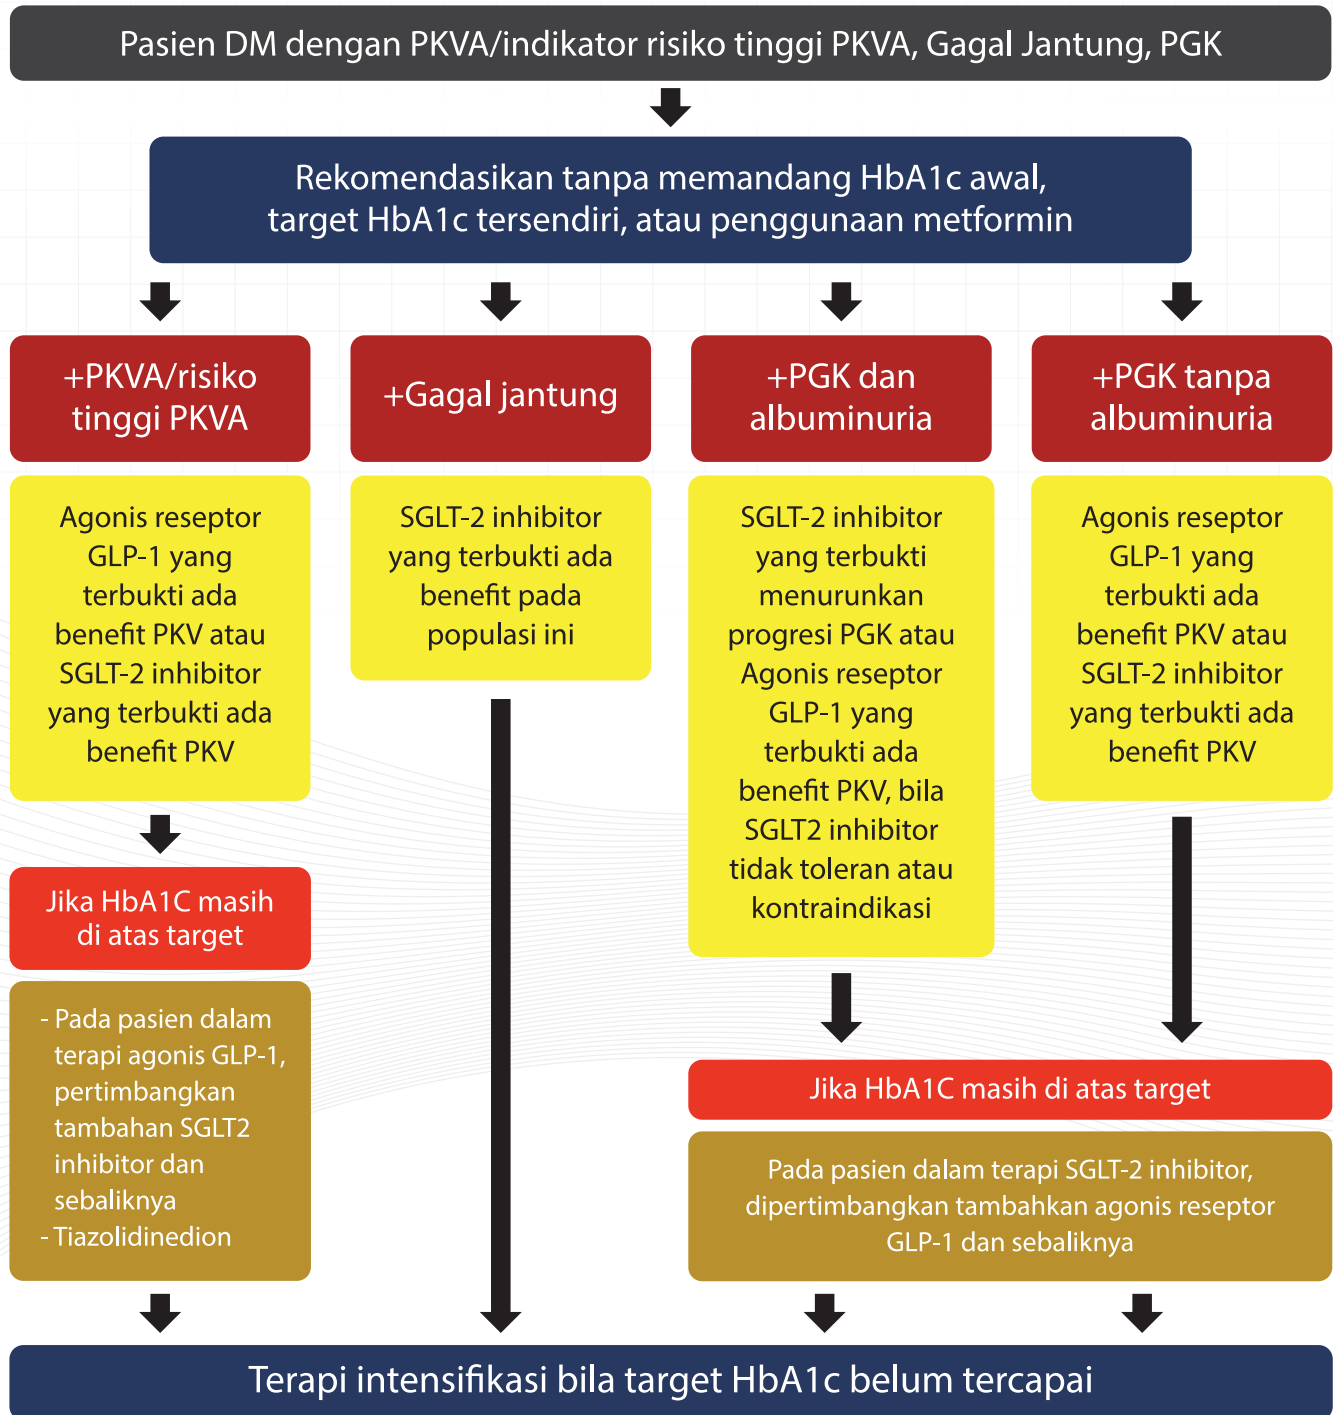 Pasien DM dengan PKVA/indikator risiko tinggi PKVA, Gagal Jantung, PGK
Rekomendasikan tanpa memandang HbA1c awal,
target HbA1c tersendiri, atau penggunaan metformin
+PKVA/risiko
tinggi PKVA
Agonis reseptor
GLP-1 yang
terbukti ada
benefit PKV atau
SGLT-2 inhibitor
yang terbukti ada
benefit PKV
Jika HbA1C masih
di atas target
- Pada pasien dalam
terapi agonis GLP-1,
pertimbangkan
tambahan SGLT2
inhibitor dan
sebaliknya
- Tiazolidinedion
+Gagal jantung
SGLT-2 inhibitor
yang terbukti ada
benefit pada
populasi ini
+PGK dan
albuminuria
SGLT-2 inhibitor
yang terbukti
menurunkan
progresi PGK atau
Agonis reseptor
GLP-1 yang
terbukti ada
benefit PKV, bila
SGLT2 inhibitor
tidak toleran atau
kontraindikasi
+PGK tanpa
albuminuria
Agonis reseptor
GLP-1 yang
terbukti ada
benefit PKV atau
SGLT-2 inhibitor
yang terbukti ada
benefit PKV
Jika HbA1C masih di atas target
Pada pasien dalam terapi SGLT-2 inhibitor,
dipertimbangkan tambahkan agonis reseptor
GLP-1 dan sebaliknya
Terapi intensifikasi bila target HbA1c belum tercapai